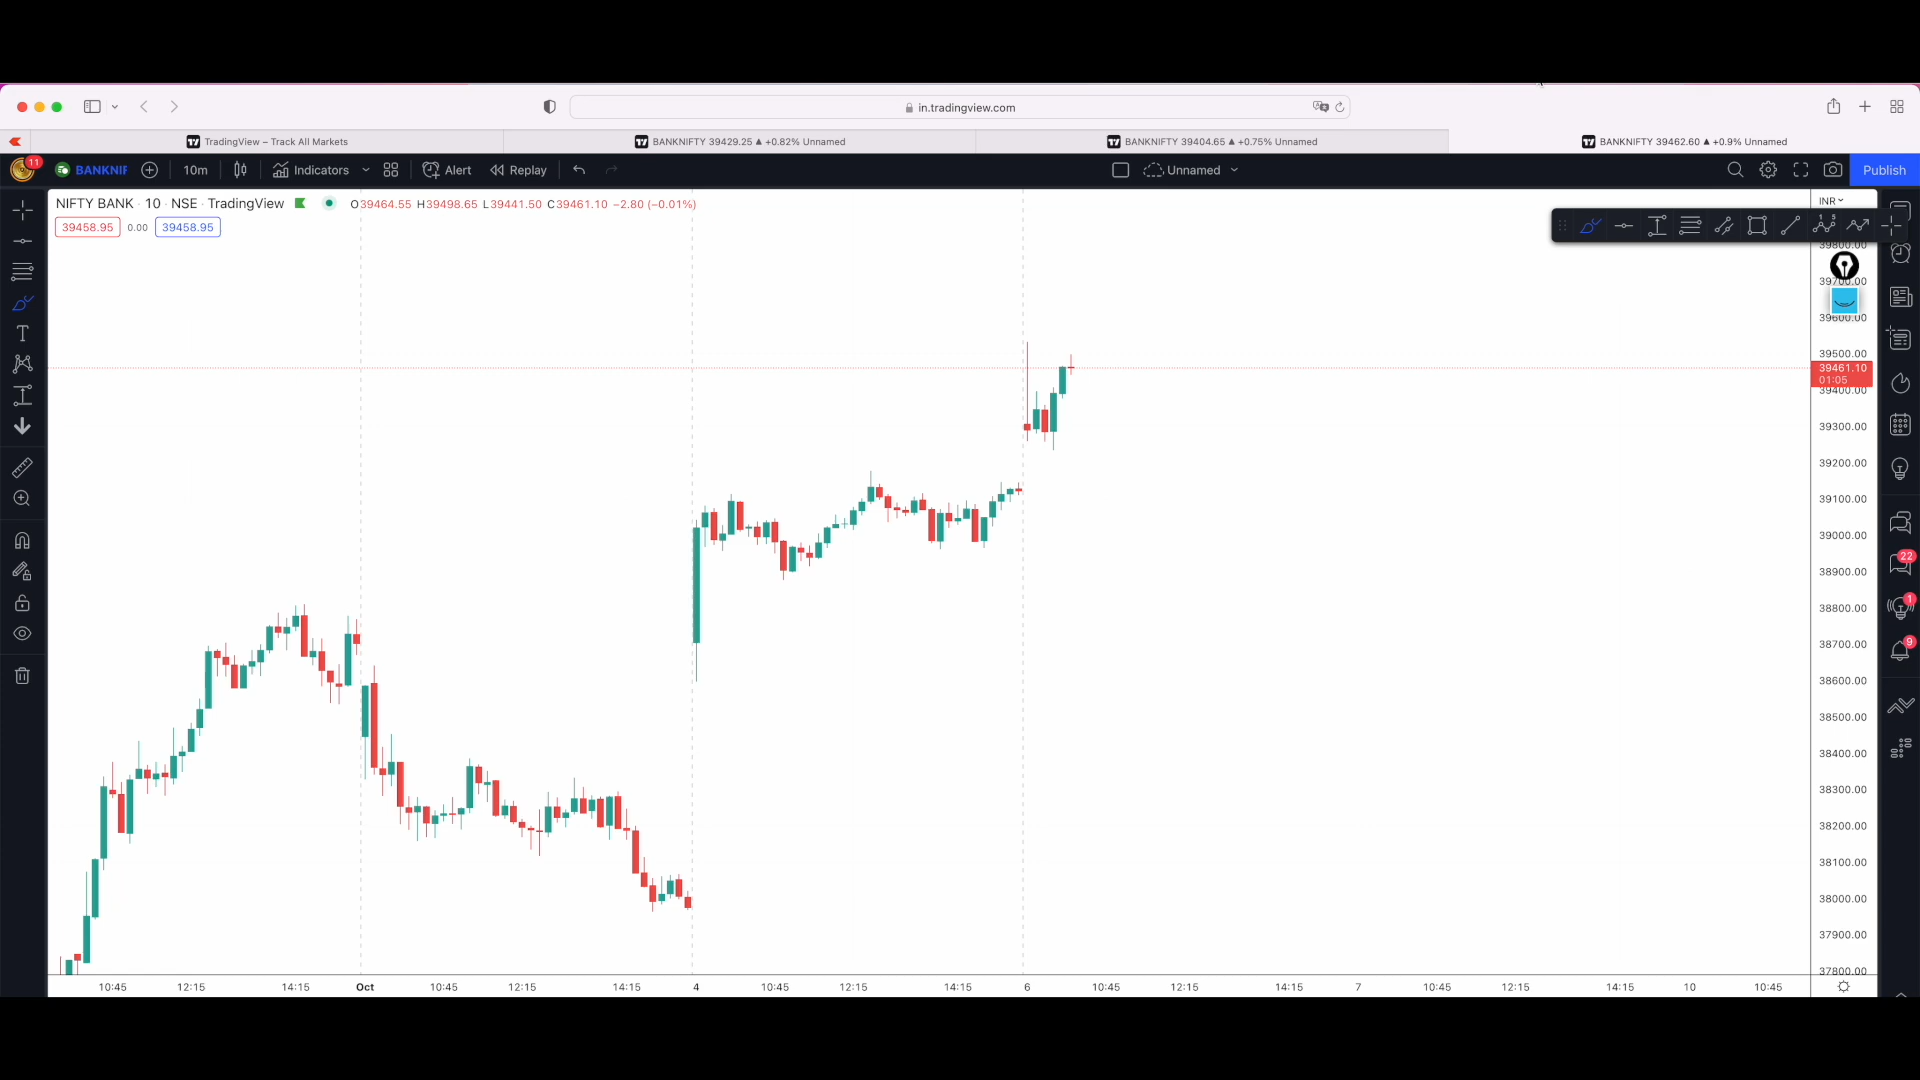 in.tradingview.com
TradingView – Track All Markets
BANKNIFTY 39429.25 ▲ +0.82% Unnamed
BANKNIFTY 39404.65 ▲ +0.75% Unnamed
BANKNIFTY 39462.60 ▲ +0.9% Unnamed
11
BANKNIF
10m
Indicators
Alert
Replay
Unnamed
Publish
NIFTY BANK · 10 · NSE · TradingView
O39464.55 H39498.65 L39441.50 C39461.10 −2.80 (−0.01%)
INR
39458.95
0.00
39458.95
39800.00
39700.00
39600.00
39500.00
39461.10
01:05
39400.00
39300.00
39200.00
39100.00
39000.00
38900.00
38800.00
38700.00
38600.00
38500.00
38400.00
38300.00
38200.00
38100.00
38000.00
37900.00
37800.00
22
1
9
10:45 12:15 14:15 Oct 10:45 12:15 14:15 4 10:45 12:15 14:15 6 10:45 12:15 14:15 7 10:45 12:15 14:15 10 10:45